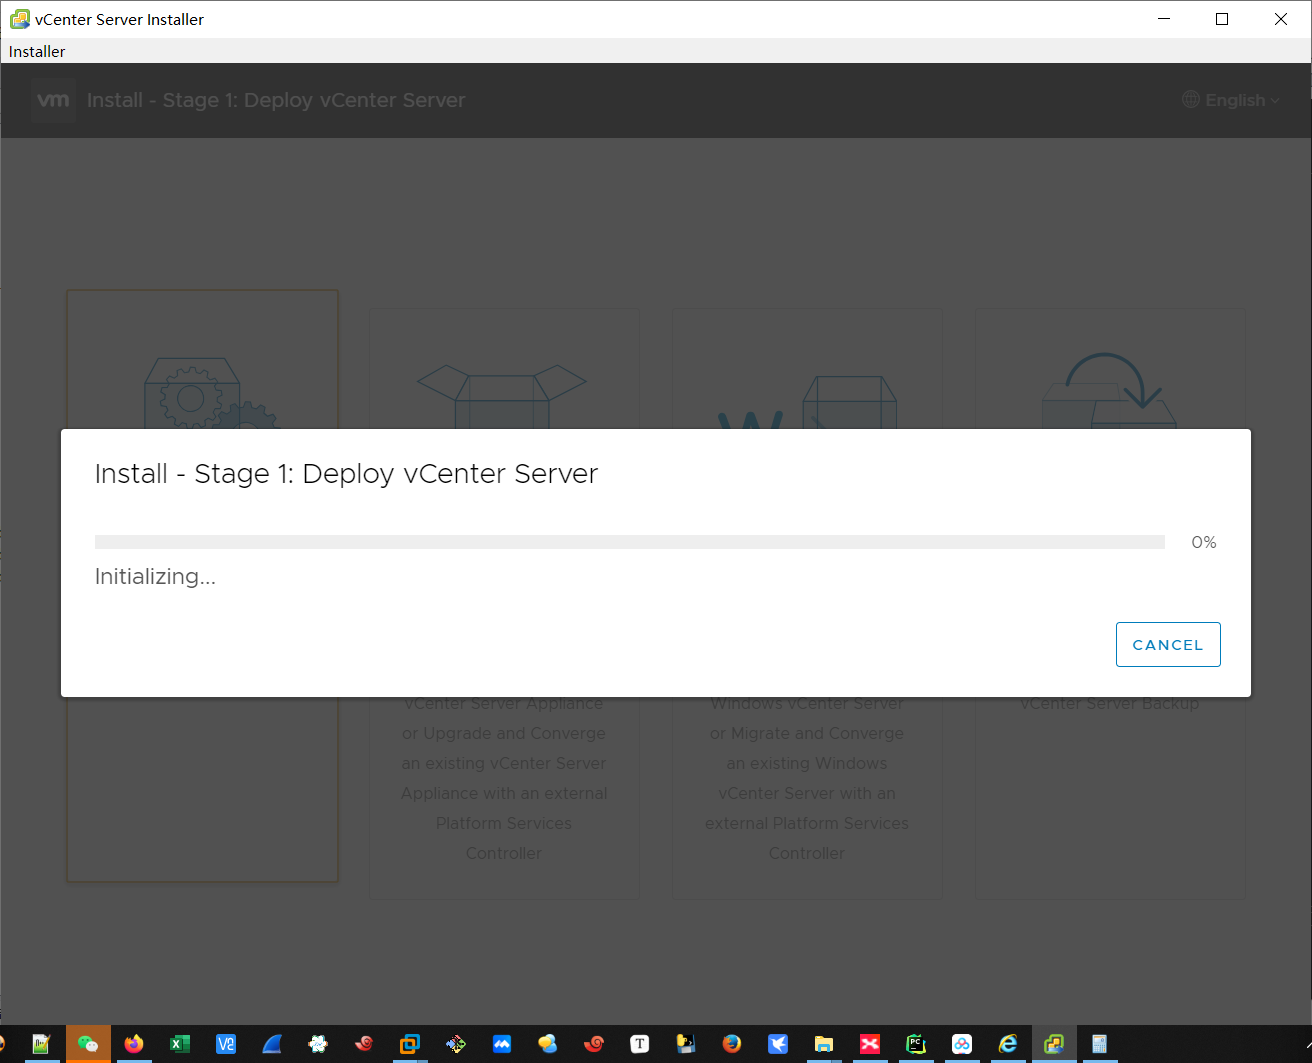 vCenter Server Installer
Installer
vm Install - Stage 1: Deploy vCenter Server
English
Install - Stage 1: Deploy vCenter Server
0%
Initializing...
CANCEL
vCenter Server Appliance
or Upgrade and Converge
an existing vCenter Server
Appliance with an external
Platform Services
Controller
Windows vCenter Server
or Migrate and Converge
an existing Windows
vCenter Server with an
external Platform Services
Controller
vCenter Server Backup